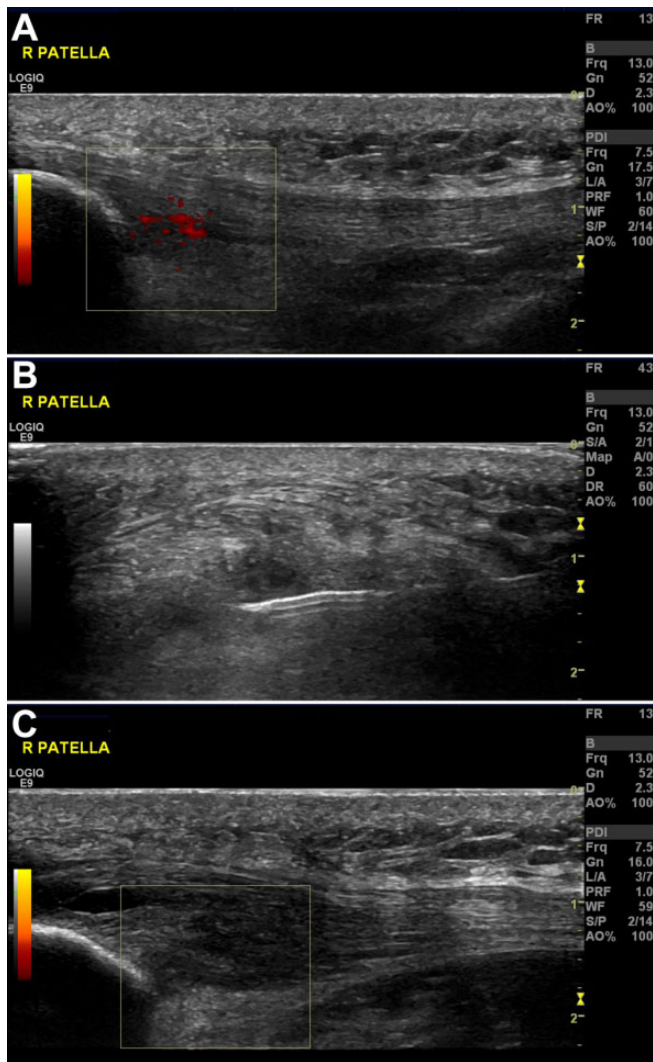 A
R PATELLA
LOGIQ
E9
0
1
2
FR 13
B
Frq 13.0
Gn 52
D 2.3
AO% 100
PDI
Frq 7.5
Gn 17.5
L/A 3/7
PRF 1.0
WF 60
S/P 2/14
AO% 100
B
R PATELLA
LOGIQ
E9
0
1
2
FR 43
B
Frq 13.0
Gn 52
S/A 2/1
Map A/0
D 2.3
DR 60
AO% 100
C
R PATELLA
LOGIQ
E9
0
1
2
FR 13
B
Frq 13.0
Gn 52
D 2.3
AO% 100
PDI
Frq 7.5
Gn 16.0
L/A 3/7
PRF 1.0
WF 59
S/P 2/14
AO% 100